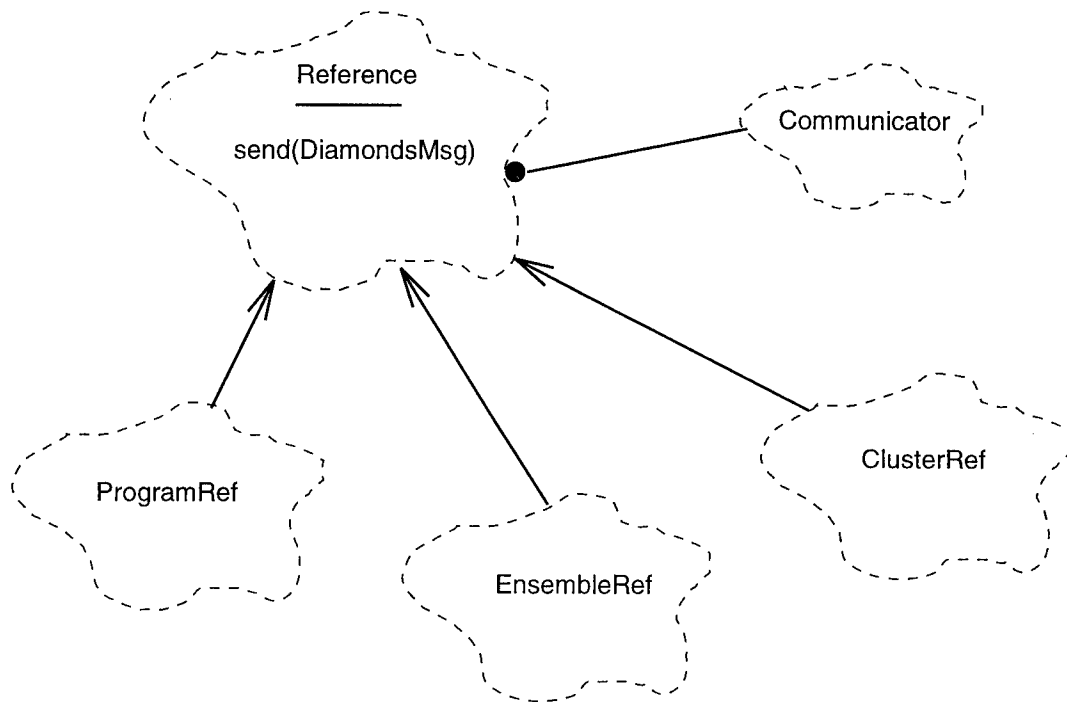 Reference
send(DiamondsMsg)
Communicator
ProgramRef
EnsembleRef
ClusterRef